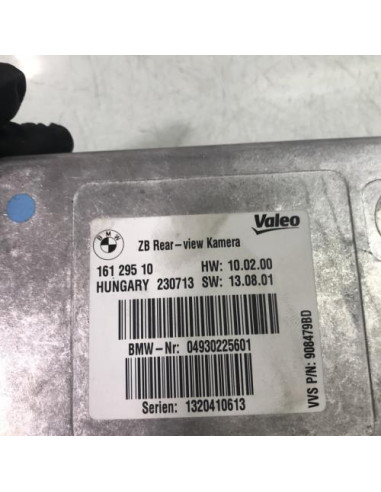 BMW
Valeo
ZB Rear-view Kamera
161 295 10 HW: 10.02.00
HUNGARY 230713 SW: 13.08.01
BMW-Nr: 04930225601
Serien: 1320410613
VVS P/N: 908479BD